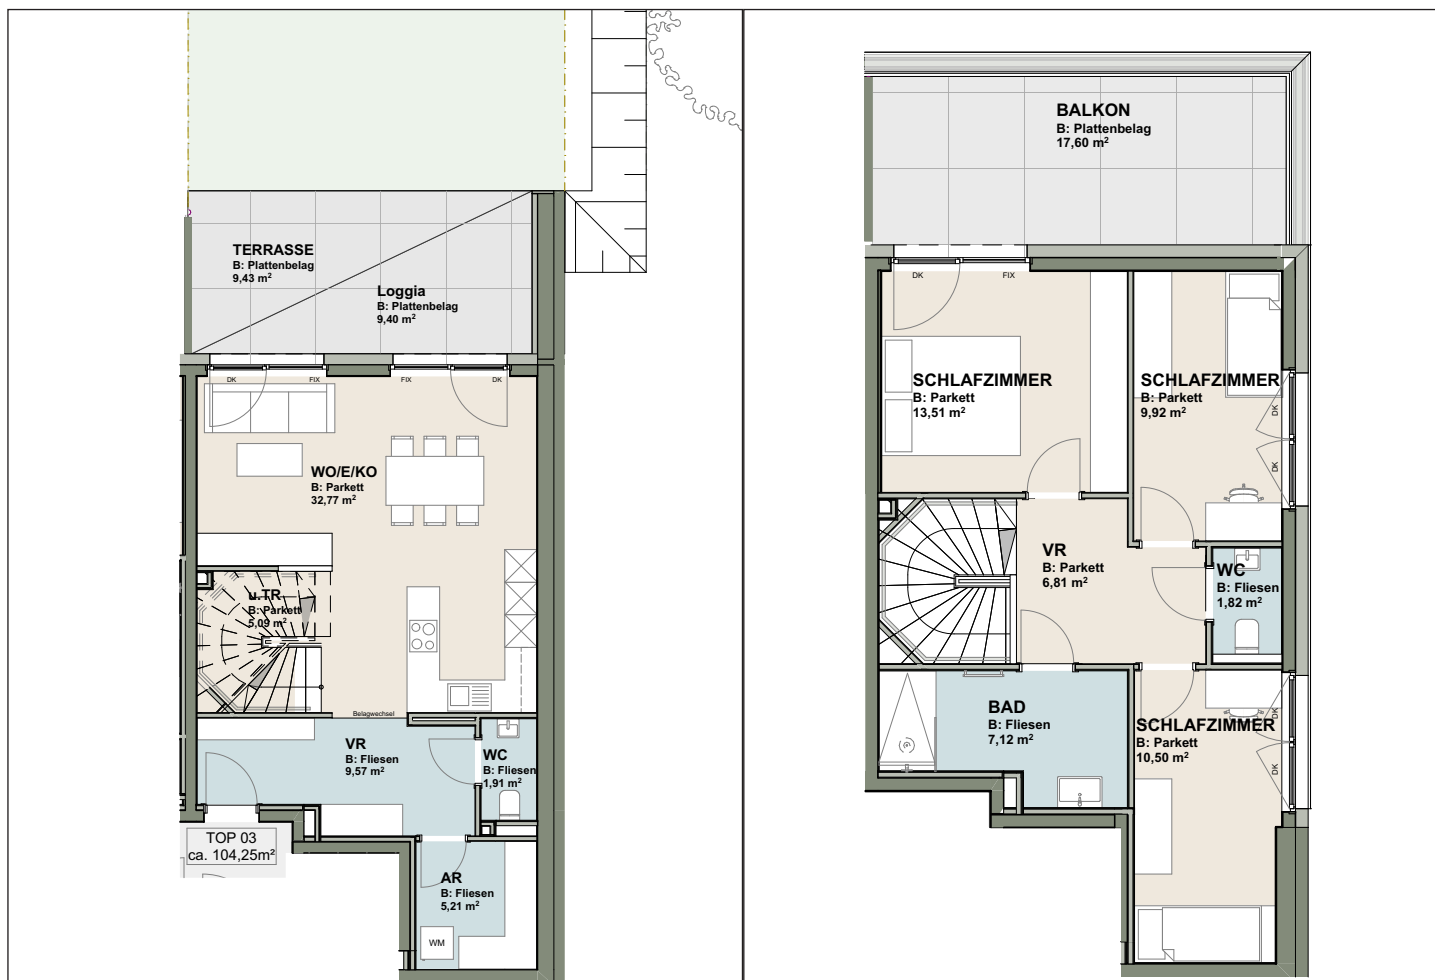 TERRASSE
B: Plattenbelag
9,43 m²
Loggia
B: Plattenbelag
9,40 m²
DK
FIX
FIX
DK
WO/E/KO
B: Parkett
32,77 m²
u.TR
B: Parkett
5,09 m²
Belagwechsel
VR
B: Fliesen
9,57 m²
WC
B: Fliesen
1,91 m²
TOP 03
ca. 104,25m²
AR
B: Fliesen
5,21 m²
WM
BALKON
B: Plattenbelag
17,60 m²
DK
FIX
SCHLAFZIMMER
B: Parkett
13,51 m²
SCHLAFZIMMER
B: Parkett
9,92 m²
DK
DK
VR
B: Parkett
6,81 m²
WC
B: Fliesen
1,82 m²
BAD
B: Fliesen
7,12 m²
SCHLAFZIMMER
B: Parkett
10,50 m²
DK
DK